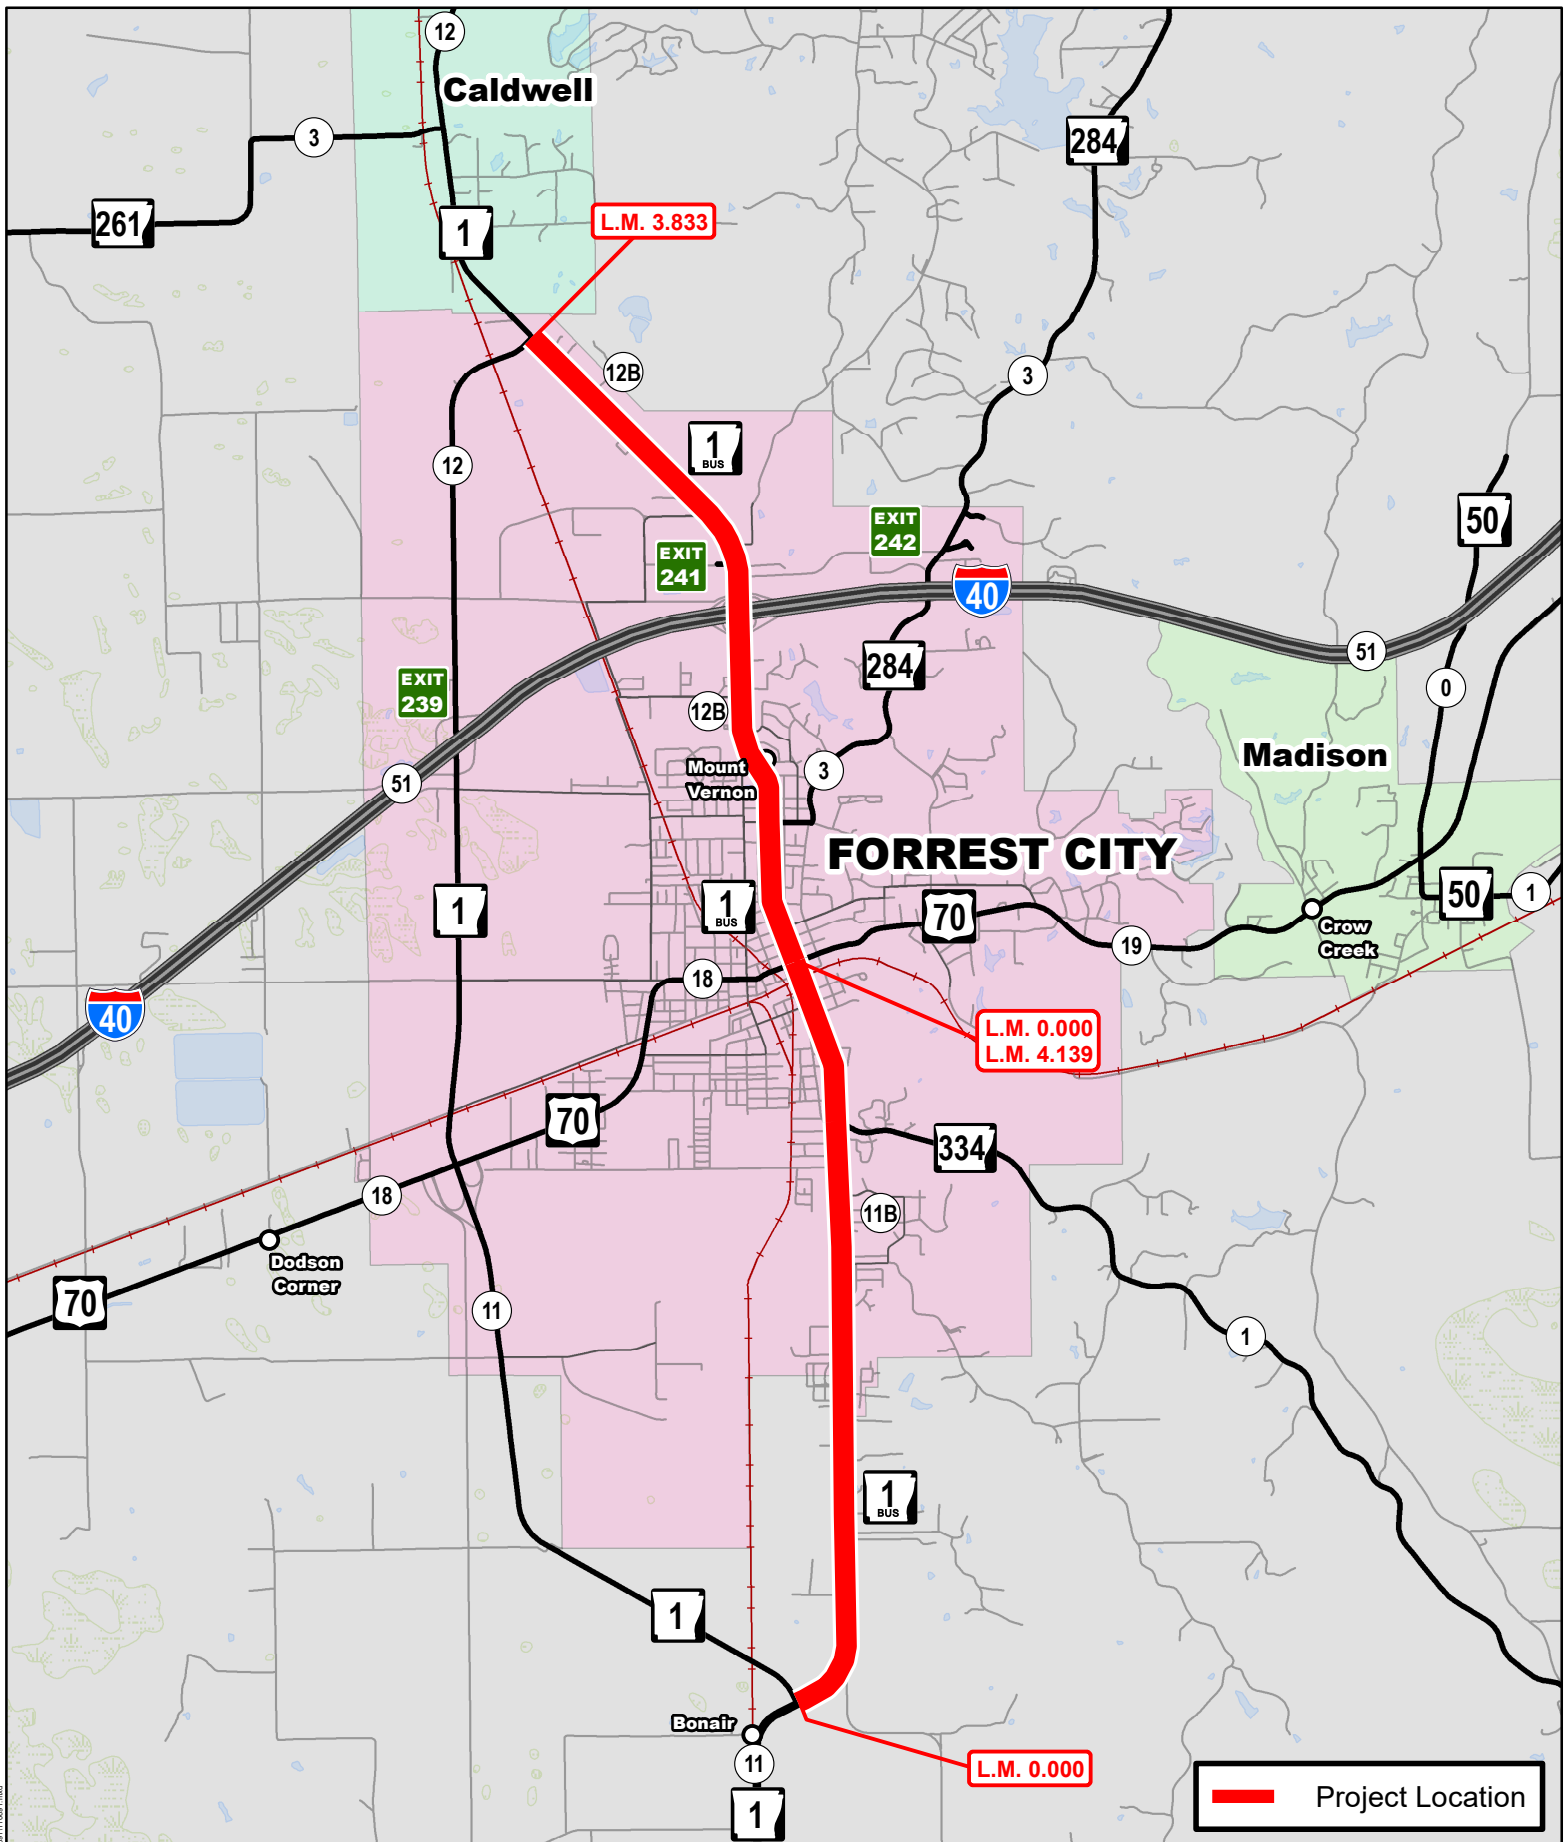 12
Caldwell
3
284
261
1
L.M. 3.833
12B
3
1
BUS
12
50
EXIT
242
EXIT
241
40
51
284
EXIT
239
0
12B
Madison
Mount
Vernon
3
51
FORREST CITY
1
1
BUS
70
50
1
Crow
Creek
19
18
40
L.M. 0.000
L.M. 4.139
70
334
18
11B
Dodson
Corner
70
11
1
1
BUS
1
Bonair
11
L.M. 0.000
1
Project Location